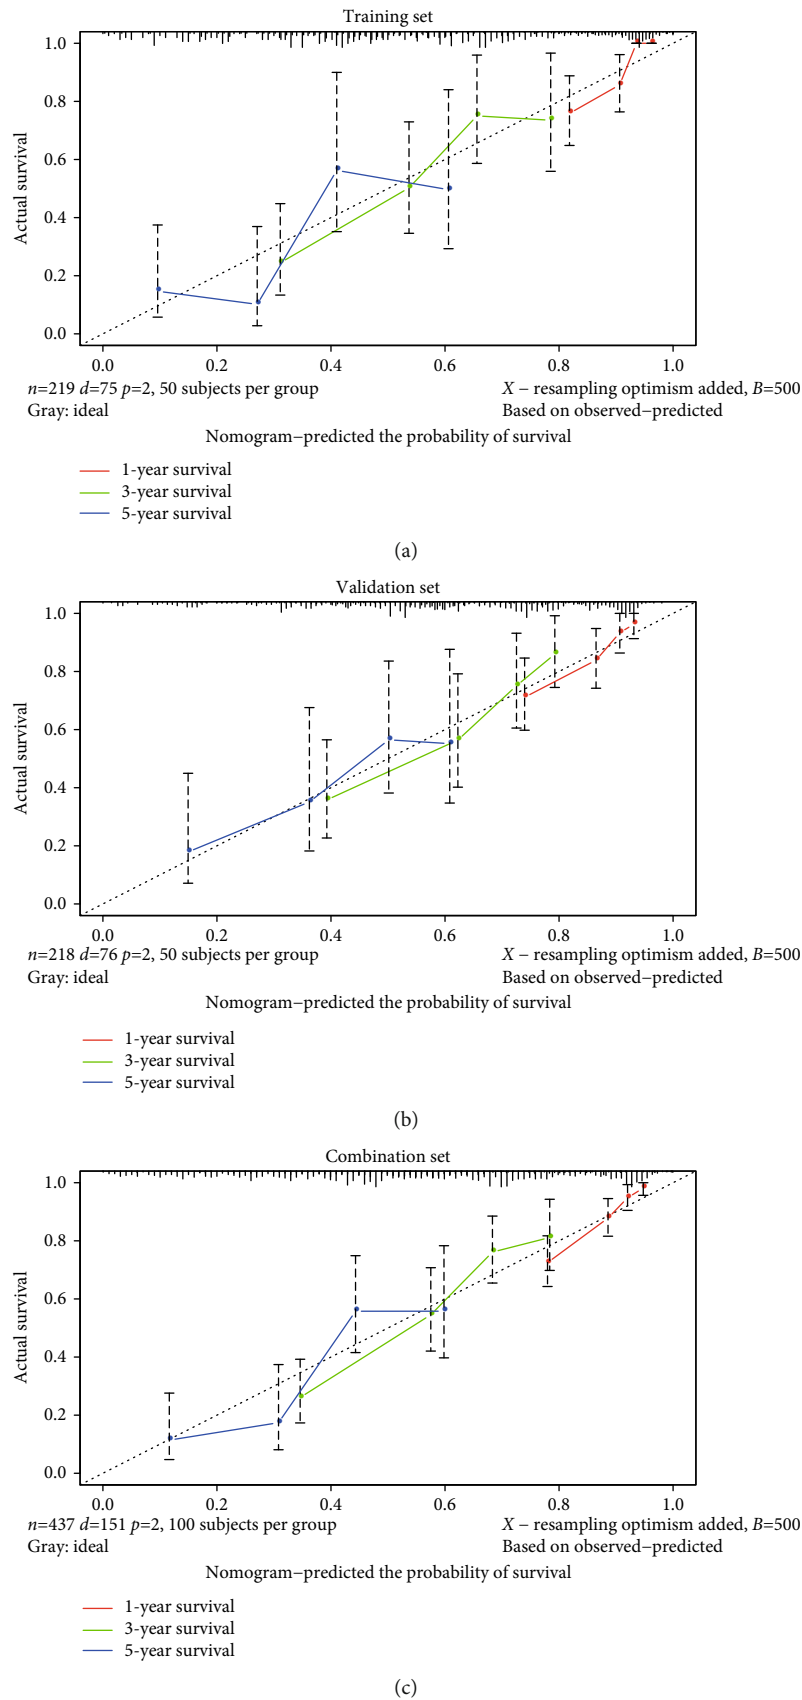 Training set
1.0
0.8
0.6
0.4
0.2
0.0
Actual survival
0.0 0.2 0.4 0.6 0.8 1.0
n=219 d=75 p=2, 50 subjects per group X − resampling optimism added, B=500
Gray: ideal Based on observed−predicted
Nomogram−predicted the probability of survival
1-year survival
3-year survival
5-year survival
(a)
Validation set
1.0
0.8
0.6
0.4
0.2
0.0
Actual survival
0.0 0.2 0.4 0.6 0.8 1.0
n=218 d=76 p=2, 50 subjects per group X − resampling optimism added, B=500
Gray: ideal Based on observed−predicted
Nomogram−predicted the probability of survival
1-year survival
3-year survival
5-year survival
(b)
Combination set
1.0
0.8
0.6
0.4
0.2
0.0
Actual survival
0.0 0.2 0.4 0.6 0.8 1.0
n=437 d=151 p=2, 100 subjects per group X − resampling optimism added, B=500
Gray: ideal Based on observed−predicted
Nomogram−predicted the probability of survival
1-year survival
3-year survival
5-year survival
(c)